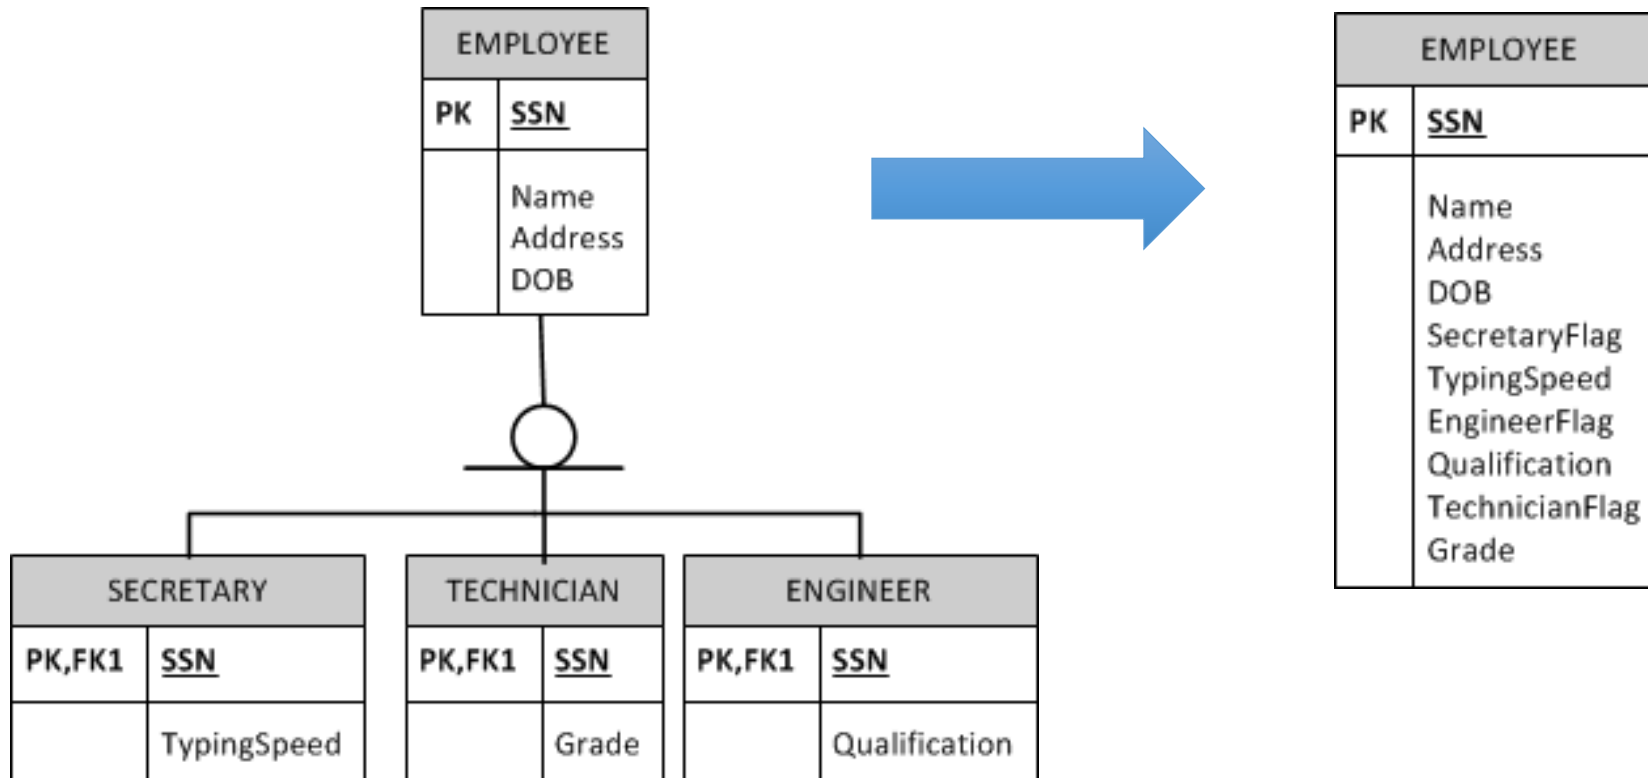 EMPLOYEE
PK SSN
Name
Address
DOB
SECRETARY
PK,FK1 SSN
TypingSpeed
TECHNICIAN
PK,FK1 SSN
Grade
ENGINEER
PK,FK1 SSN
Qualification
EMPLOYEE
PK SSN
Name
Address
DOB
SecretaryFlag
TypingSpeed
EngineerFlag
Qualification
TechnicianFlag
Grade